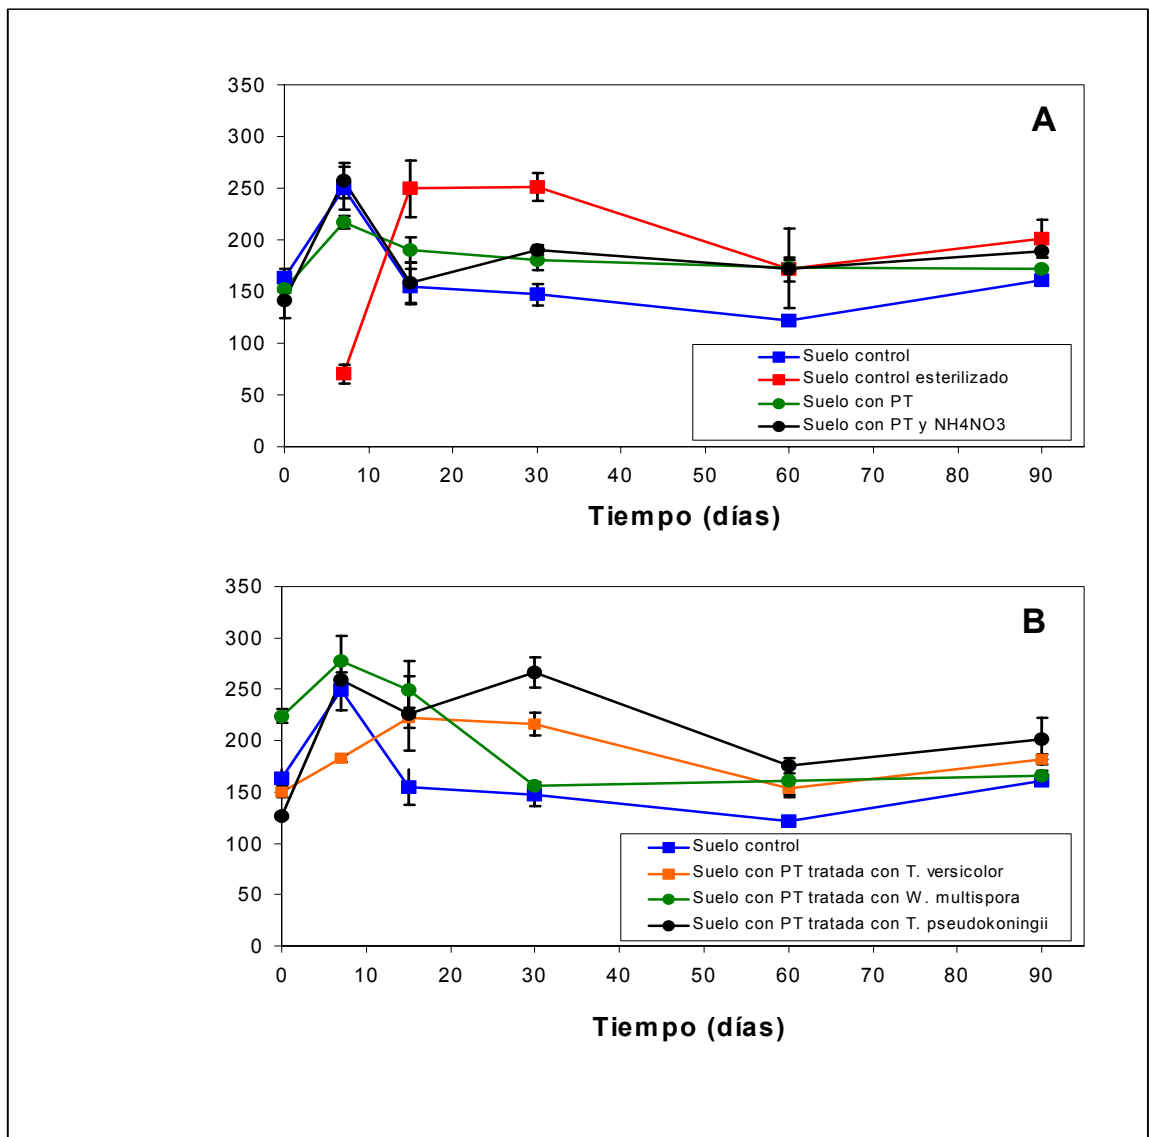 350
A
300
250
200
150
100
50
0
Suelo control
Suelo control esterilizado
Suelo con PT
Suelo con PT y NH4NO3
0 10 20 30 40 50 60 70 80 90
Tiempo (días)
350
B
300
250
200
150
100
50
0
Suelo control
Suelo con PT tratada con T. versicolor
Suelo con PT tratada con W. multispora
Suelo con PT tratada con T. pseudokoningii
0 10 20 30 40 50 60 70 80 90
Tiempo (días)